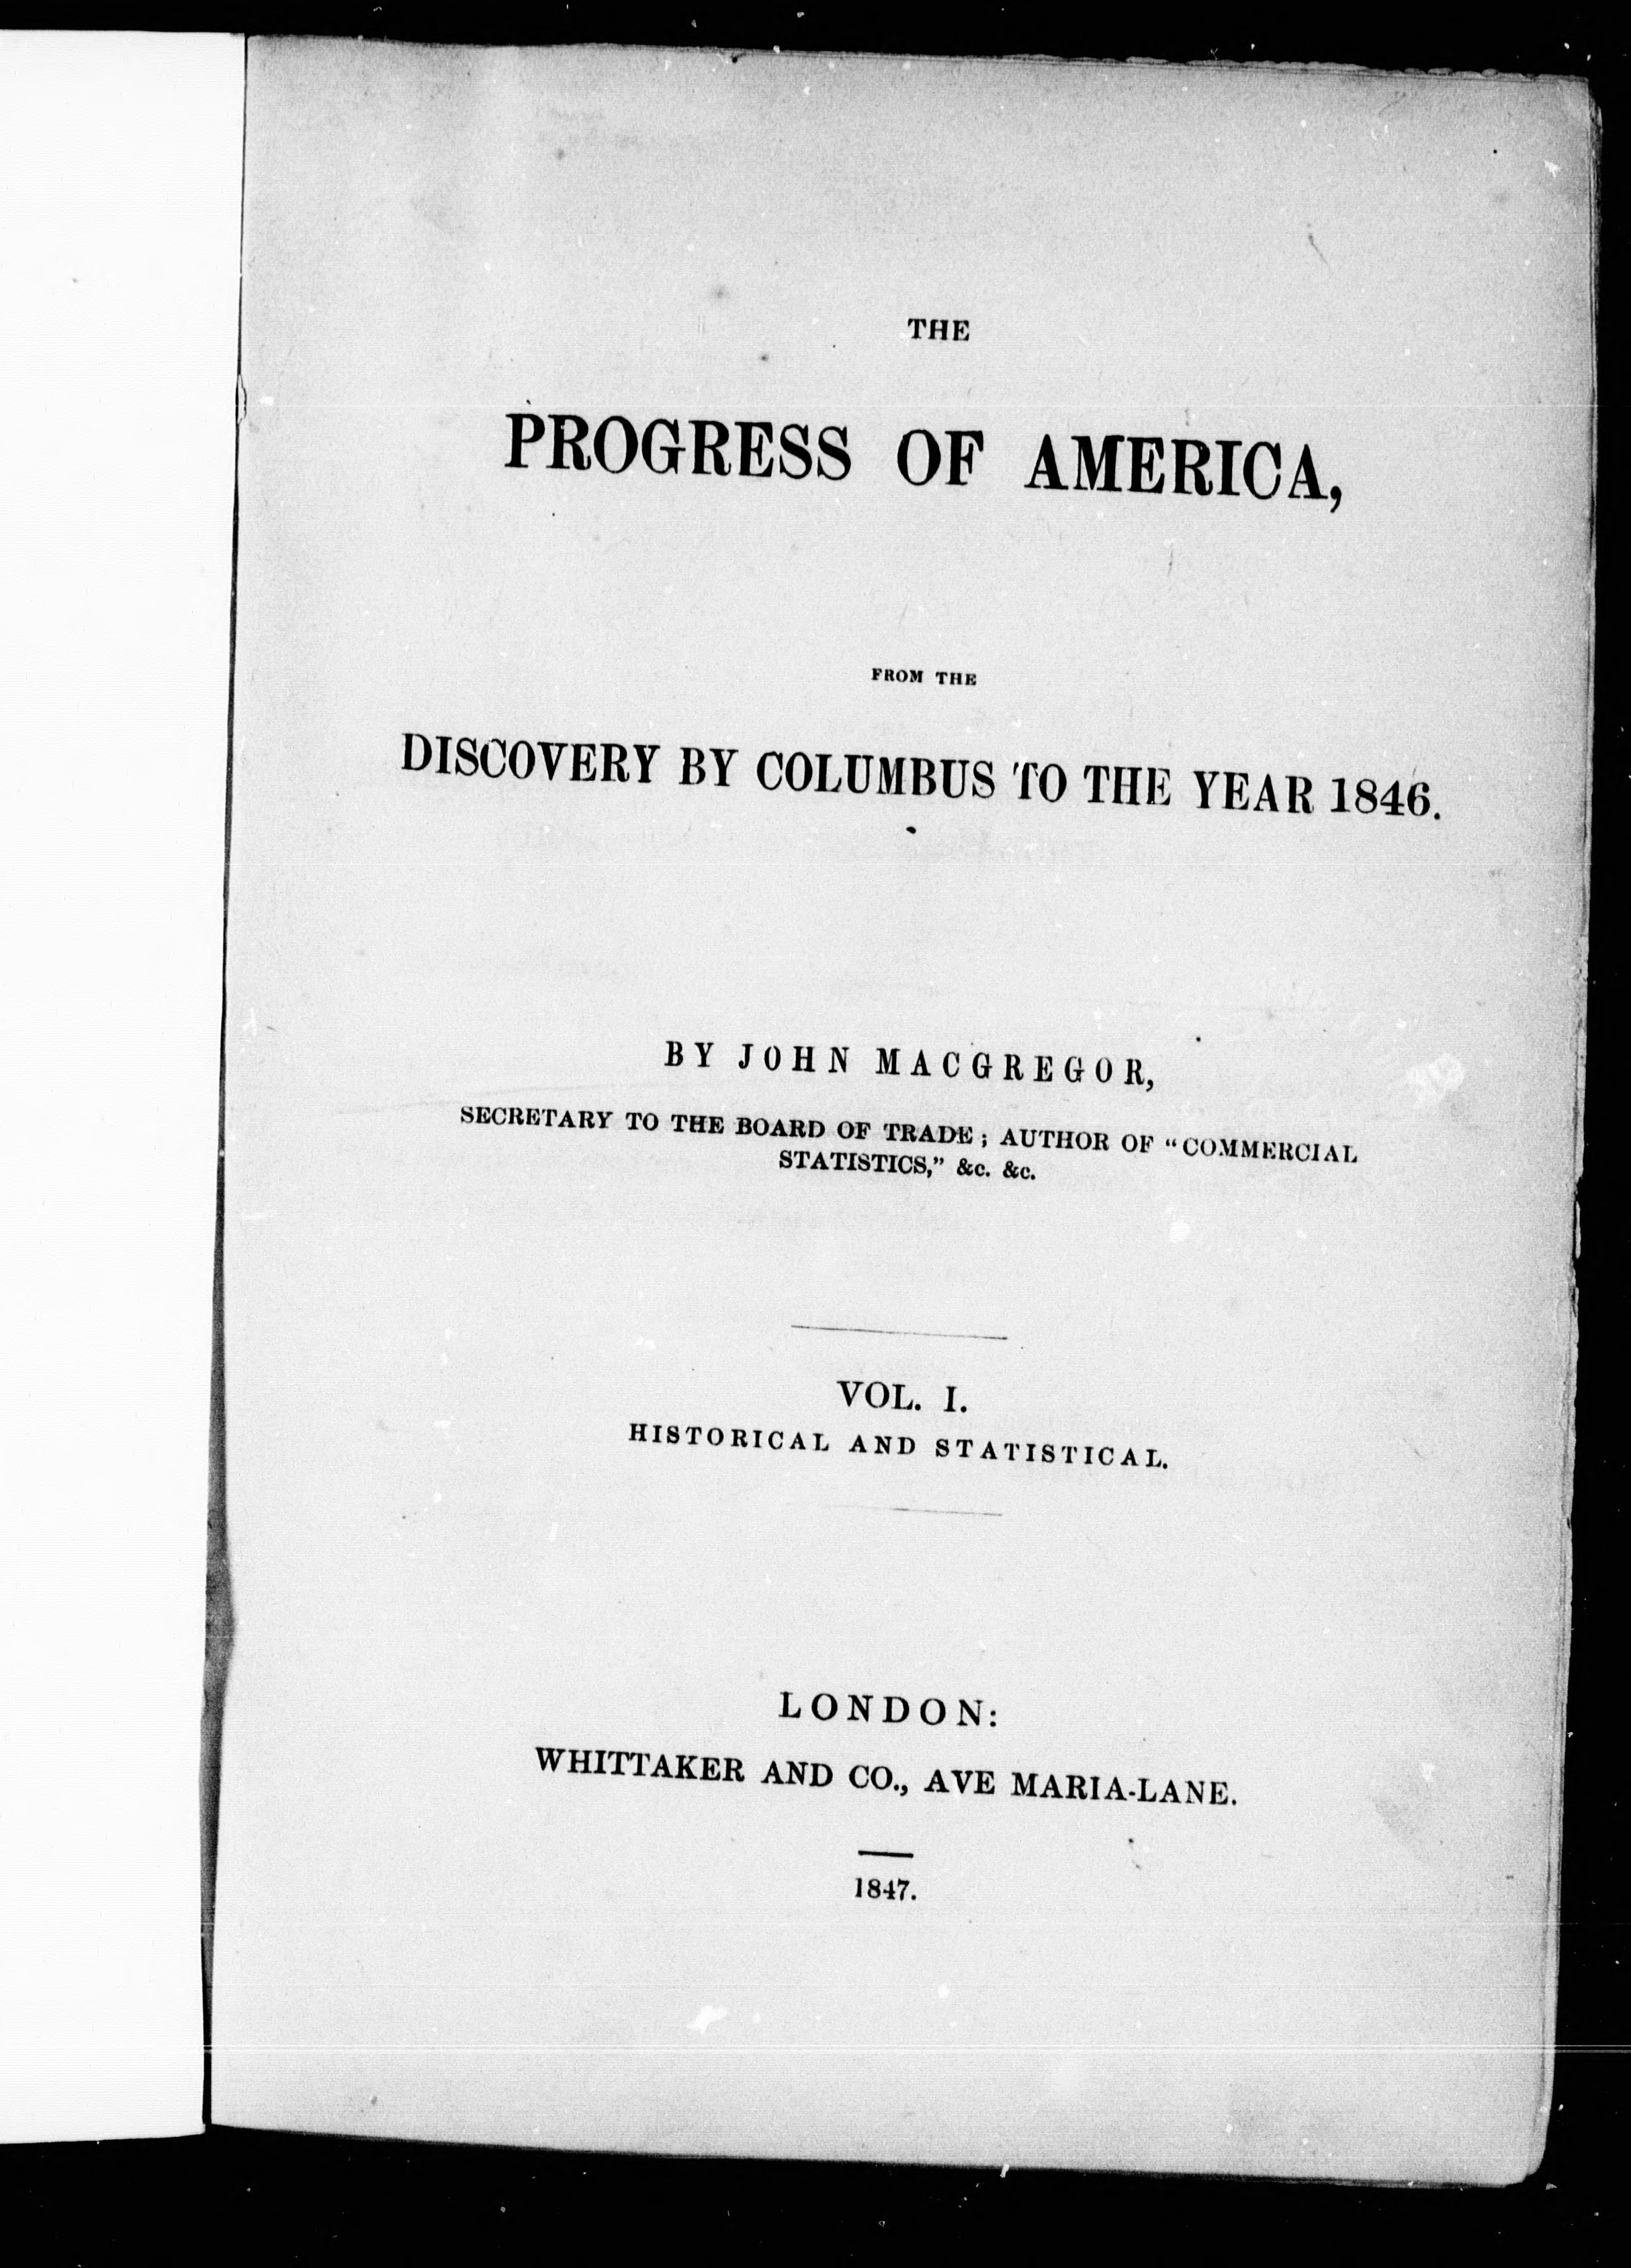 THE
PROGRESS OF AMERICA,
FROM THE
DISCOVERY BY COLUMBUS TO THE YEAR 1846.
BY JOHN MACGREGOR,
SECRETARY TO THE BOARD OF TRADE; AUTHOR OF "COMMERCIAL
STATISTICS," &c. &c.
VOL. I.
HISTORICAL AND STATISTICAL.
LONDON:
WHITTAKER AND CO., AVE MARIA-LANE.
1847.